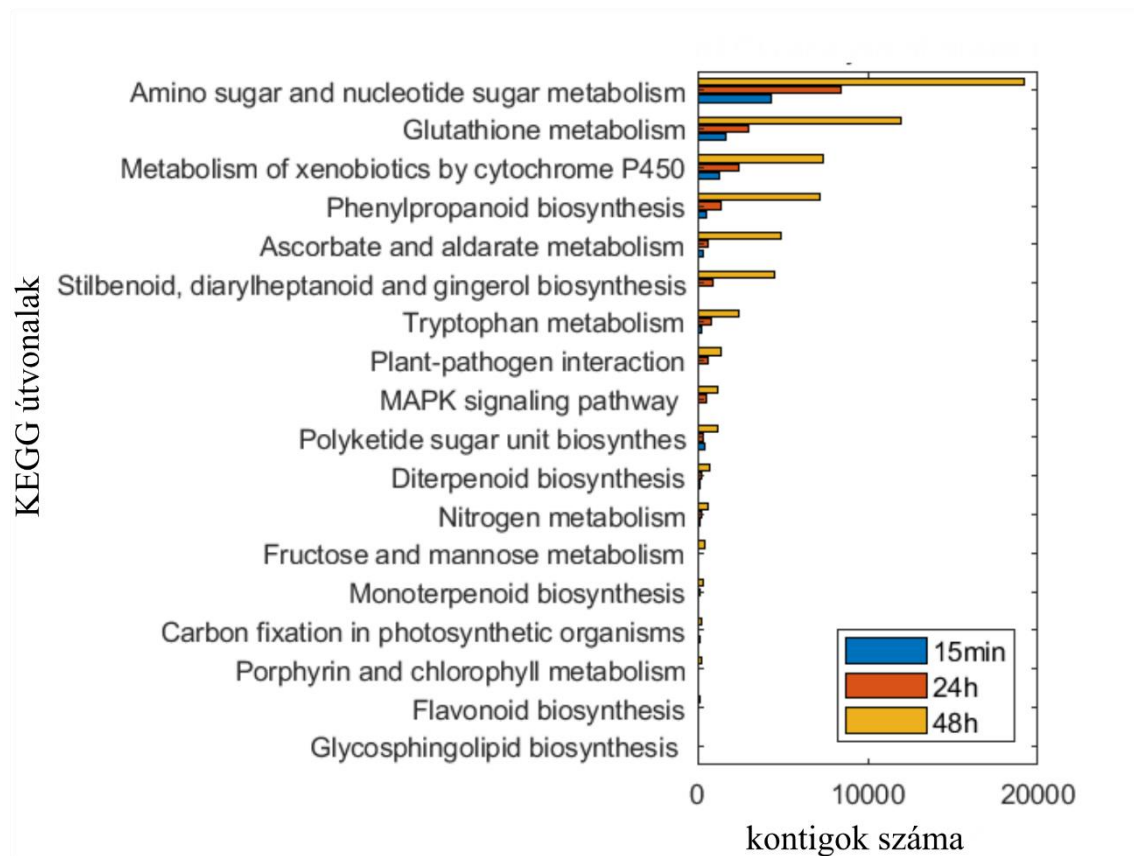 Amino sugar and nucleotide sugar metabolism
Glutathione metabolism
Metabolism of xenobiotics by cytochrome P450
Phenylpropanoid biosynthesis
Ascorbate and aldarate metabolism
Stilbenoid, diarylheptanoid and gingerol biosynthesis
Tryptophan metabolism
Plant-pathogen interaction
MAPK signaling pathway
Polyketide sugar unit biosynthes
Diterpenoid biosynthesis
Nitrogen metabolism
Fructose and mannose metabolism
Monoterpenoid biosynthesis
Carbon fixation in photosynthetic organisms
Porphyrin and chlorophyll metabolism
Flavonoid biosynthesis
Glycosphingolipid biosynthesis
KEGG útvonalak
15min
24h
48h
0 10000 20000
kontigok száma